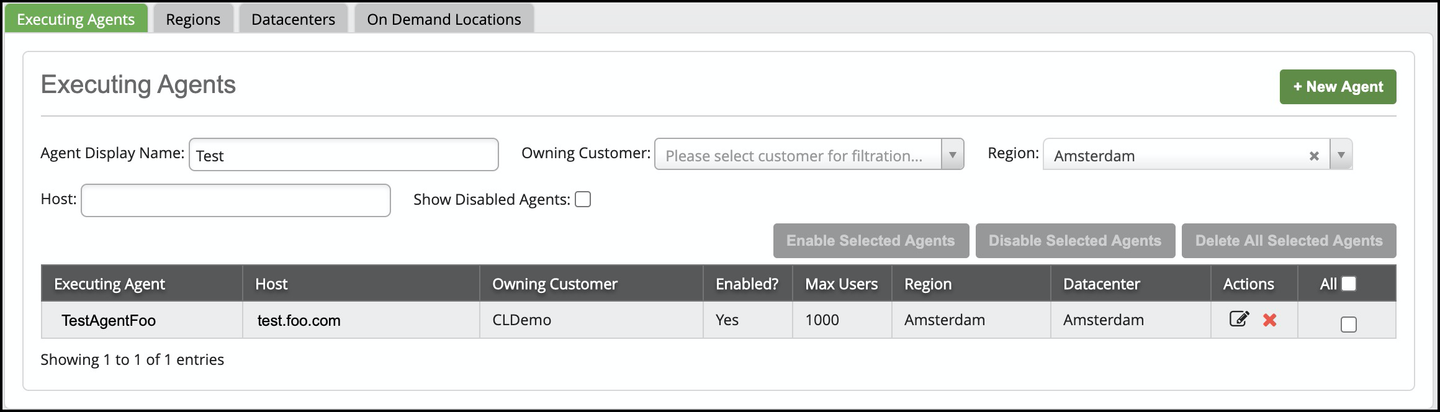 Executing Agents Regions Datacenters On Demand Locations
Executing Agents
+ New Agent
Agent Display Name: Test Owning Customer: Please select customer for filtration... Region: Amsterdam
Host: Show Disabled Agents:
Enable Selected Agents Disable Selected Agents Delete All Selected Agents
Executing Agent Host Owning Customer Enabled? Max Users Region Datacenter Actions All
TestAgentFoo test.foo.com CLDemo Yes 1000 Amsterdam Amsterdam
Showing 1 to 1 of 1 entries